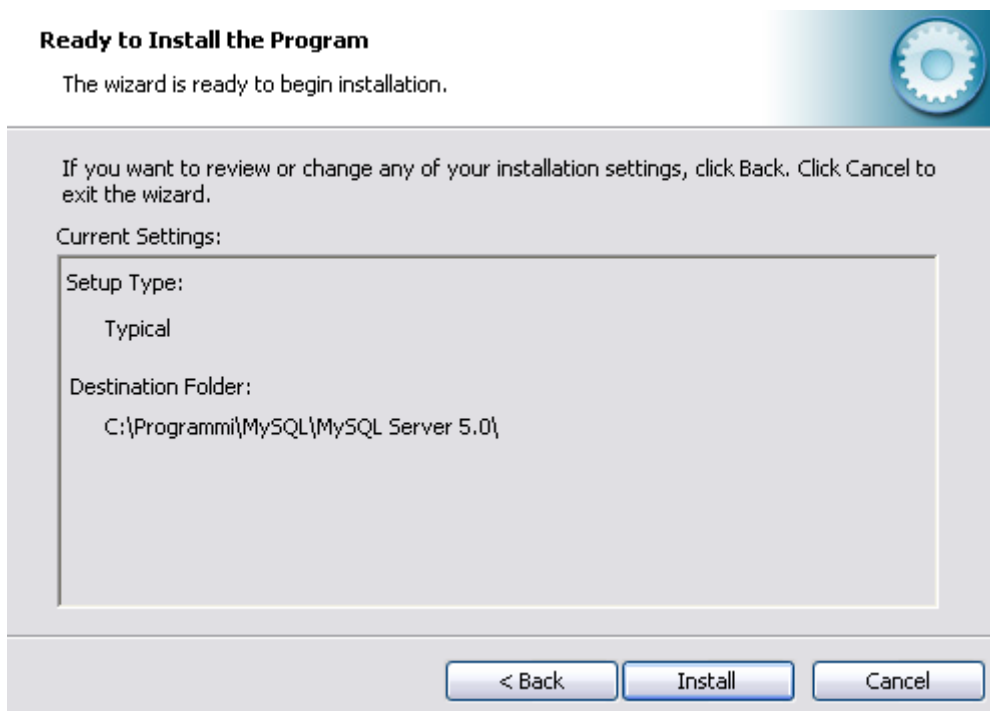 Ready to Install the Program
The wizard is ready to begin installation.
If you want to review or change any of your installation settings, click Back. Click Cancel to
exit the wizard.
Current Settings:
Setup Type:
Typical
Destination Folder:
C:\Programmi\MySQL\MySQL Server 5.0\
< Back
Install
Cancel